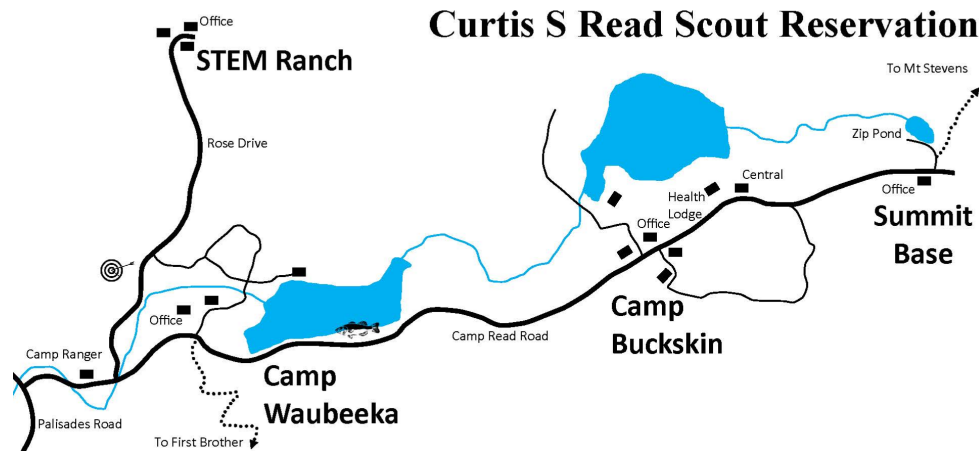 Curtis S Read Scout Reservation
Office
STEM Ranch
To Mt Stevens
Rose Drive
Zip Pond
Central
Health
Lodge
Office
Summit
Base
Office
Office
Camp
Buckskin
Camp Read Road
Camp Ranger
Camp
Waubeeka
Palisades Road
To First Brother